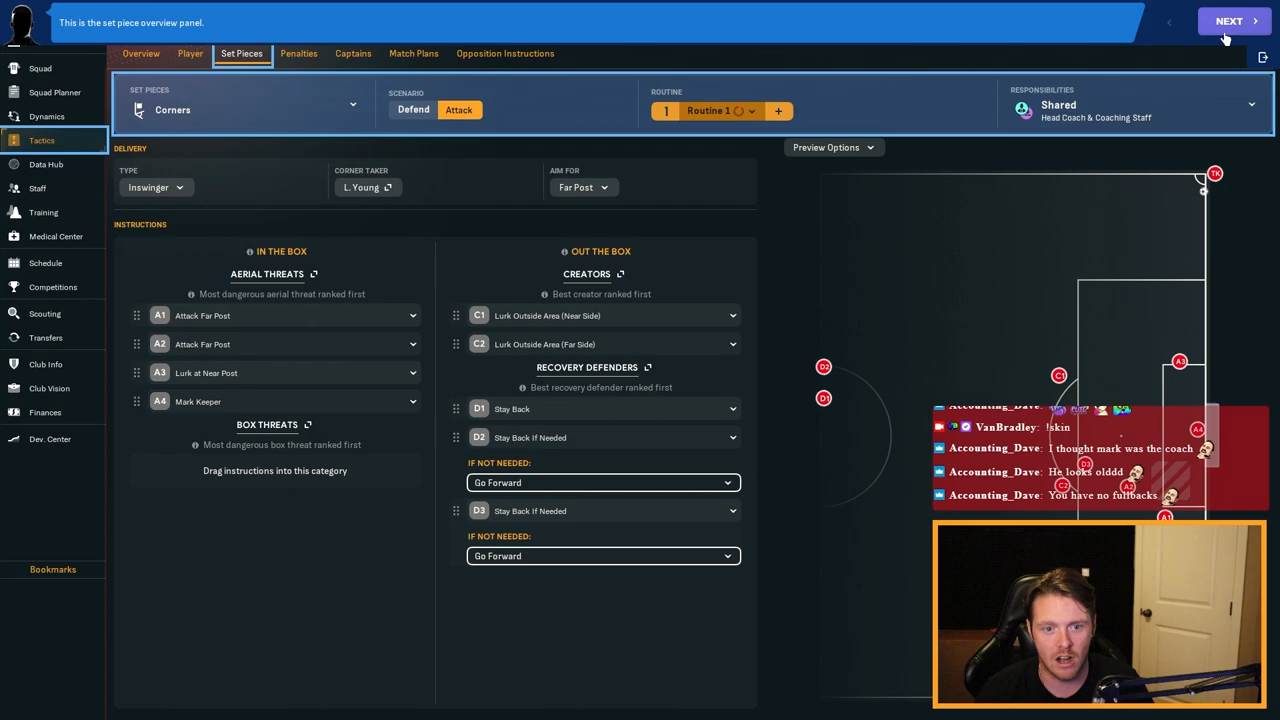 This is the set piece overview panel.
NEXT
Squad
Squad Planner
Dynamics
Tactics
Data Hub
Staff
Training
Medical Center
Schedule
Competitions
Scouting
Transfers
Club Info
Club Vision
Finances
Dev. Center
Bookmarks
Overview
Player
Set Pieces
Penalties
Captains
Match Plans
Opposition Instructions
SET PIECES
Corners
SCENARIO
Defend
Attack
ROUTINE
1 Routine 1 +
RESPONSIBILITIES
Shared
Head Coach & Coaching Staff
DELIVERY
TYPE
Inswinger
CORNER TAKER
L. Young
AIM FOR
Far Post
Preview Options
INSTRUCTIONS
IN THE BOX
AERIAL THREATS
Most dangerous aerial threat ranked first
A1 Attack Far Post
A2 Attack Far Post
A3 Lurk at Near Post
A4 Mark Keeper
BOX THREATS
Most dangerous box threat ranked first
Drag instructions into this category
OUT THE BOX
CREATORS
Best creator ranked first
C1 Lurk Outside Area (Near Side)
C2 Lurk Outside Area (Far Side)
RECOVERY DEFENDERS
Best recovery defender ranked first
D1 Stay Back
D2 Stay Back If Needed
IF NOT NEEDED:
Go Forward
D3 Stay Back If Needed
IF NOT NEEDED:
Go Forward
TK
A3
D2
C1
D1
Accounting_Dave:
VanBradley: !skin
A4
Accounting_Dave: I thought mark was the coach
D3
Accounting_Dave: He looks olddd
C2
A2
Accounting_Dave: You have no fullbacks
A1